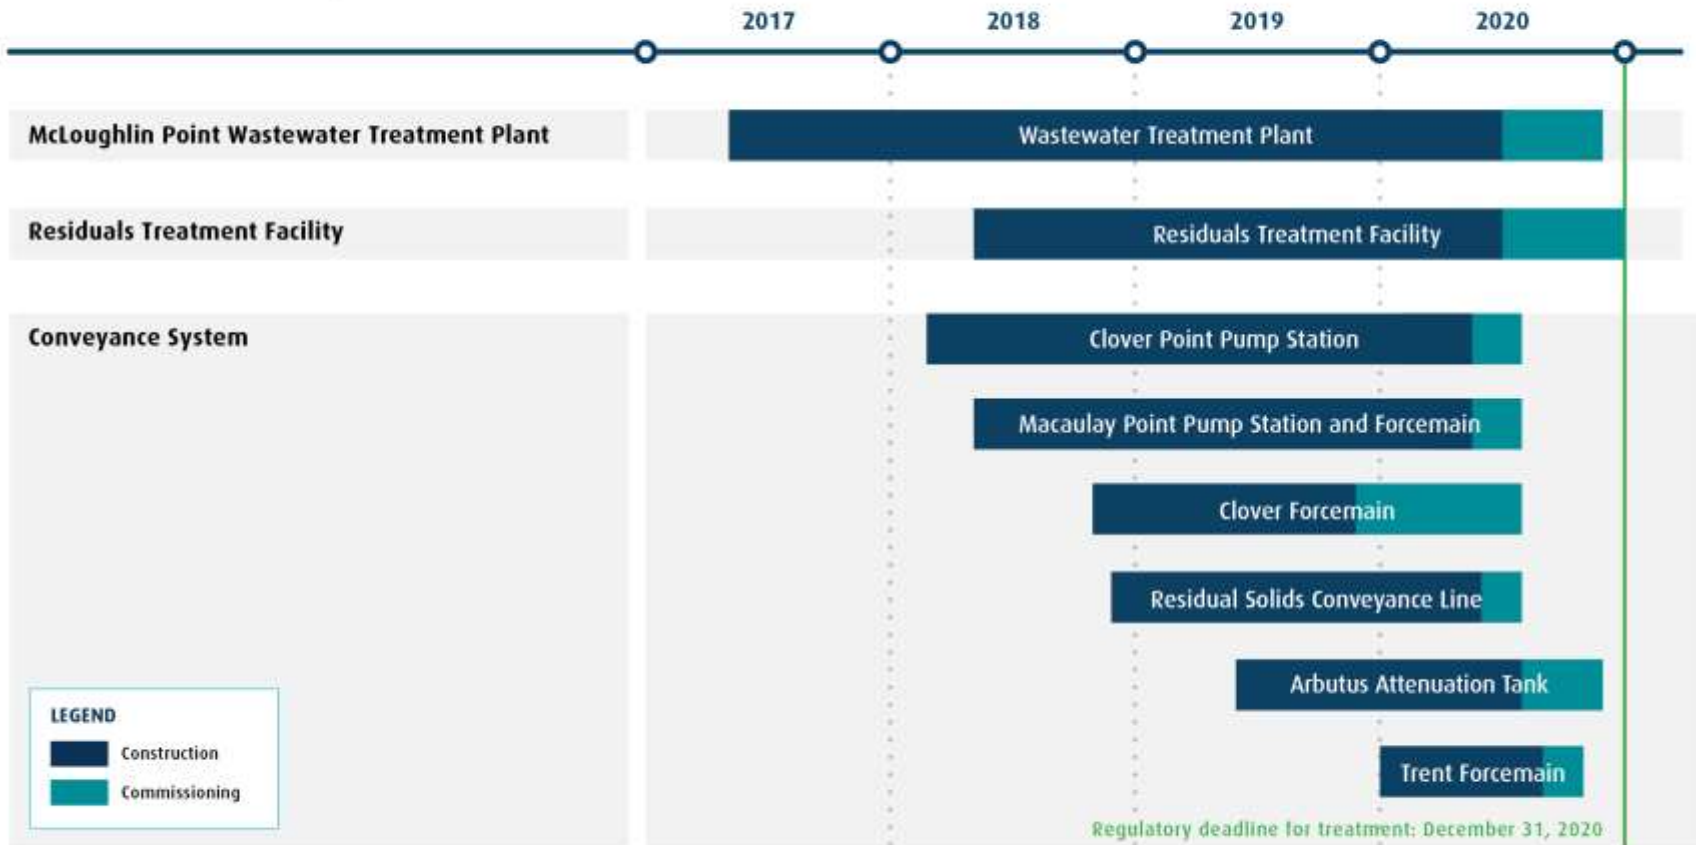 2017 2018 2019 2020
McLoughlin Point Wastewater Treatment Plant
Wastewater Treatment Plant
Residuals Treatment Facility
Residuals Treatment Facility
Conveyance System
Clover Point Pump Station
Macaulay Point Pump Station and Forcemain
Clover Forcemain
Residual Solids Conveyance Line
Arbutus Attenuation Tank
Trent Forcemain
LEGEND
Construction
Commissioning
Regulatory deadline for treatment: December 31, 2020